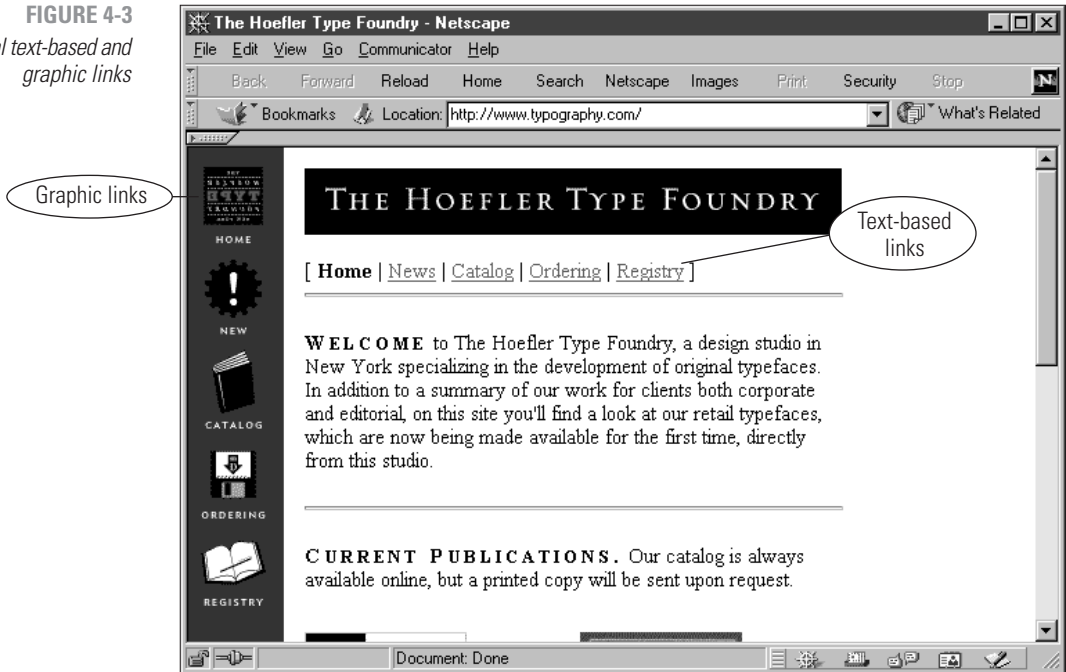 FIGURE 4-3
l text-based and
graphic links
The Hoefler Type Foundry - Netscape
File Edit View Go Communicator Help
Back Forward Reload Home Search Netscape Images Print Security Stop N
Bookmarks Location: http://www.typography.com/ What's Related
Graphic links
HOME
NEW
CATALOG
ORDERING
REGISTRY
THE HOEFLER TYPE FOUNDRY
Text-based
links
[ Home | News | Catalog | Ordering | Registry ]
WELCOME to The Hoefler Type Foundry, a design studio in
New York specializing in the development of original typefaces.
In addition to a summary of our work for clients both corporate
and editorial, on this site you'll find a look at our retail typefaces,
which are now being made available for the first time, directly
from this studio.
CURRENT PUBLICATIONS. Our catalog is always
available online, but a printed copy will be sent upon request.
Document: Done